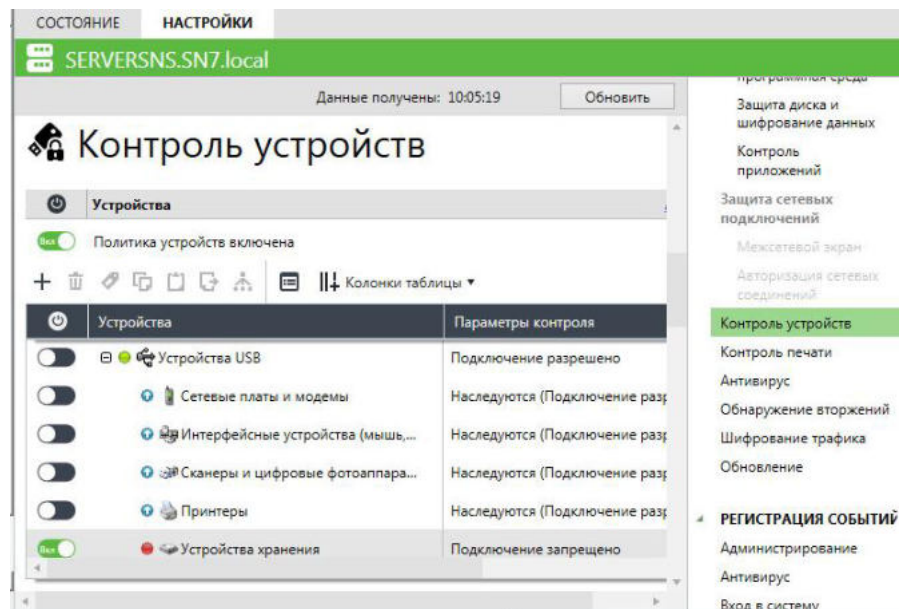 СОСТОЯНИЕ НАСТРОЙКИ
SERVERSNS.SN7.local
Данные получены: 10:05:19 Обновить
Контроль устройств
Устройства
Вкл Политика устройств включена
Колонки таблицы
Устройства Параметры контроля
Устройства USB Подключение разрешено
Сетевые платы и модемы Наследуются (Подключение разр
Интерфейсные устройства (мышь,... Наследуются (Подключение разр
Сканеры и цифровые фотоаппара... Наследуются (Подключение разр
Принтеры Наследуются (Подключение разр
Вкл Устройства хранения Подключение запрещено
программная среда
Защита диска и
шифрование данных
Контроль
приложений
Защита сетевых
подключений
Межсетевой экран
Авторизация сетевых
соединений
Контроль устройств
Контроль печати
Антивирус
Обнаружение вторжений
Шифрование трафика
Обновление
РЕГИСТРАЦИЯ СОБЫТИЙ
Администрирование
Антивирус
Вход в систему